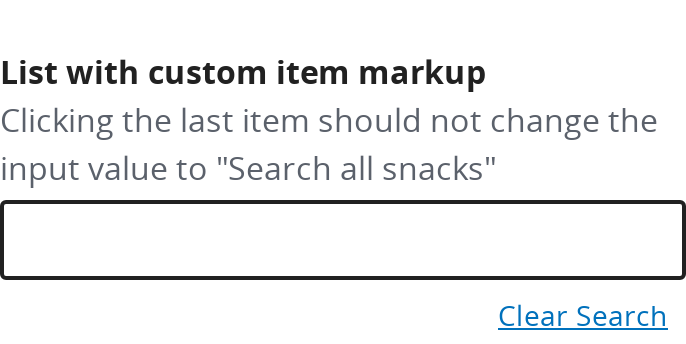 List with custom item markup
Clicking the last item should not change the
input value to "Search all snacks"
Clear Search